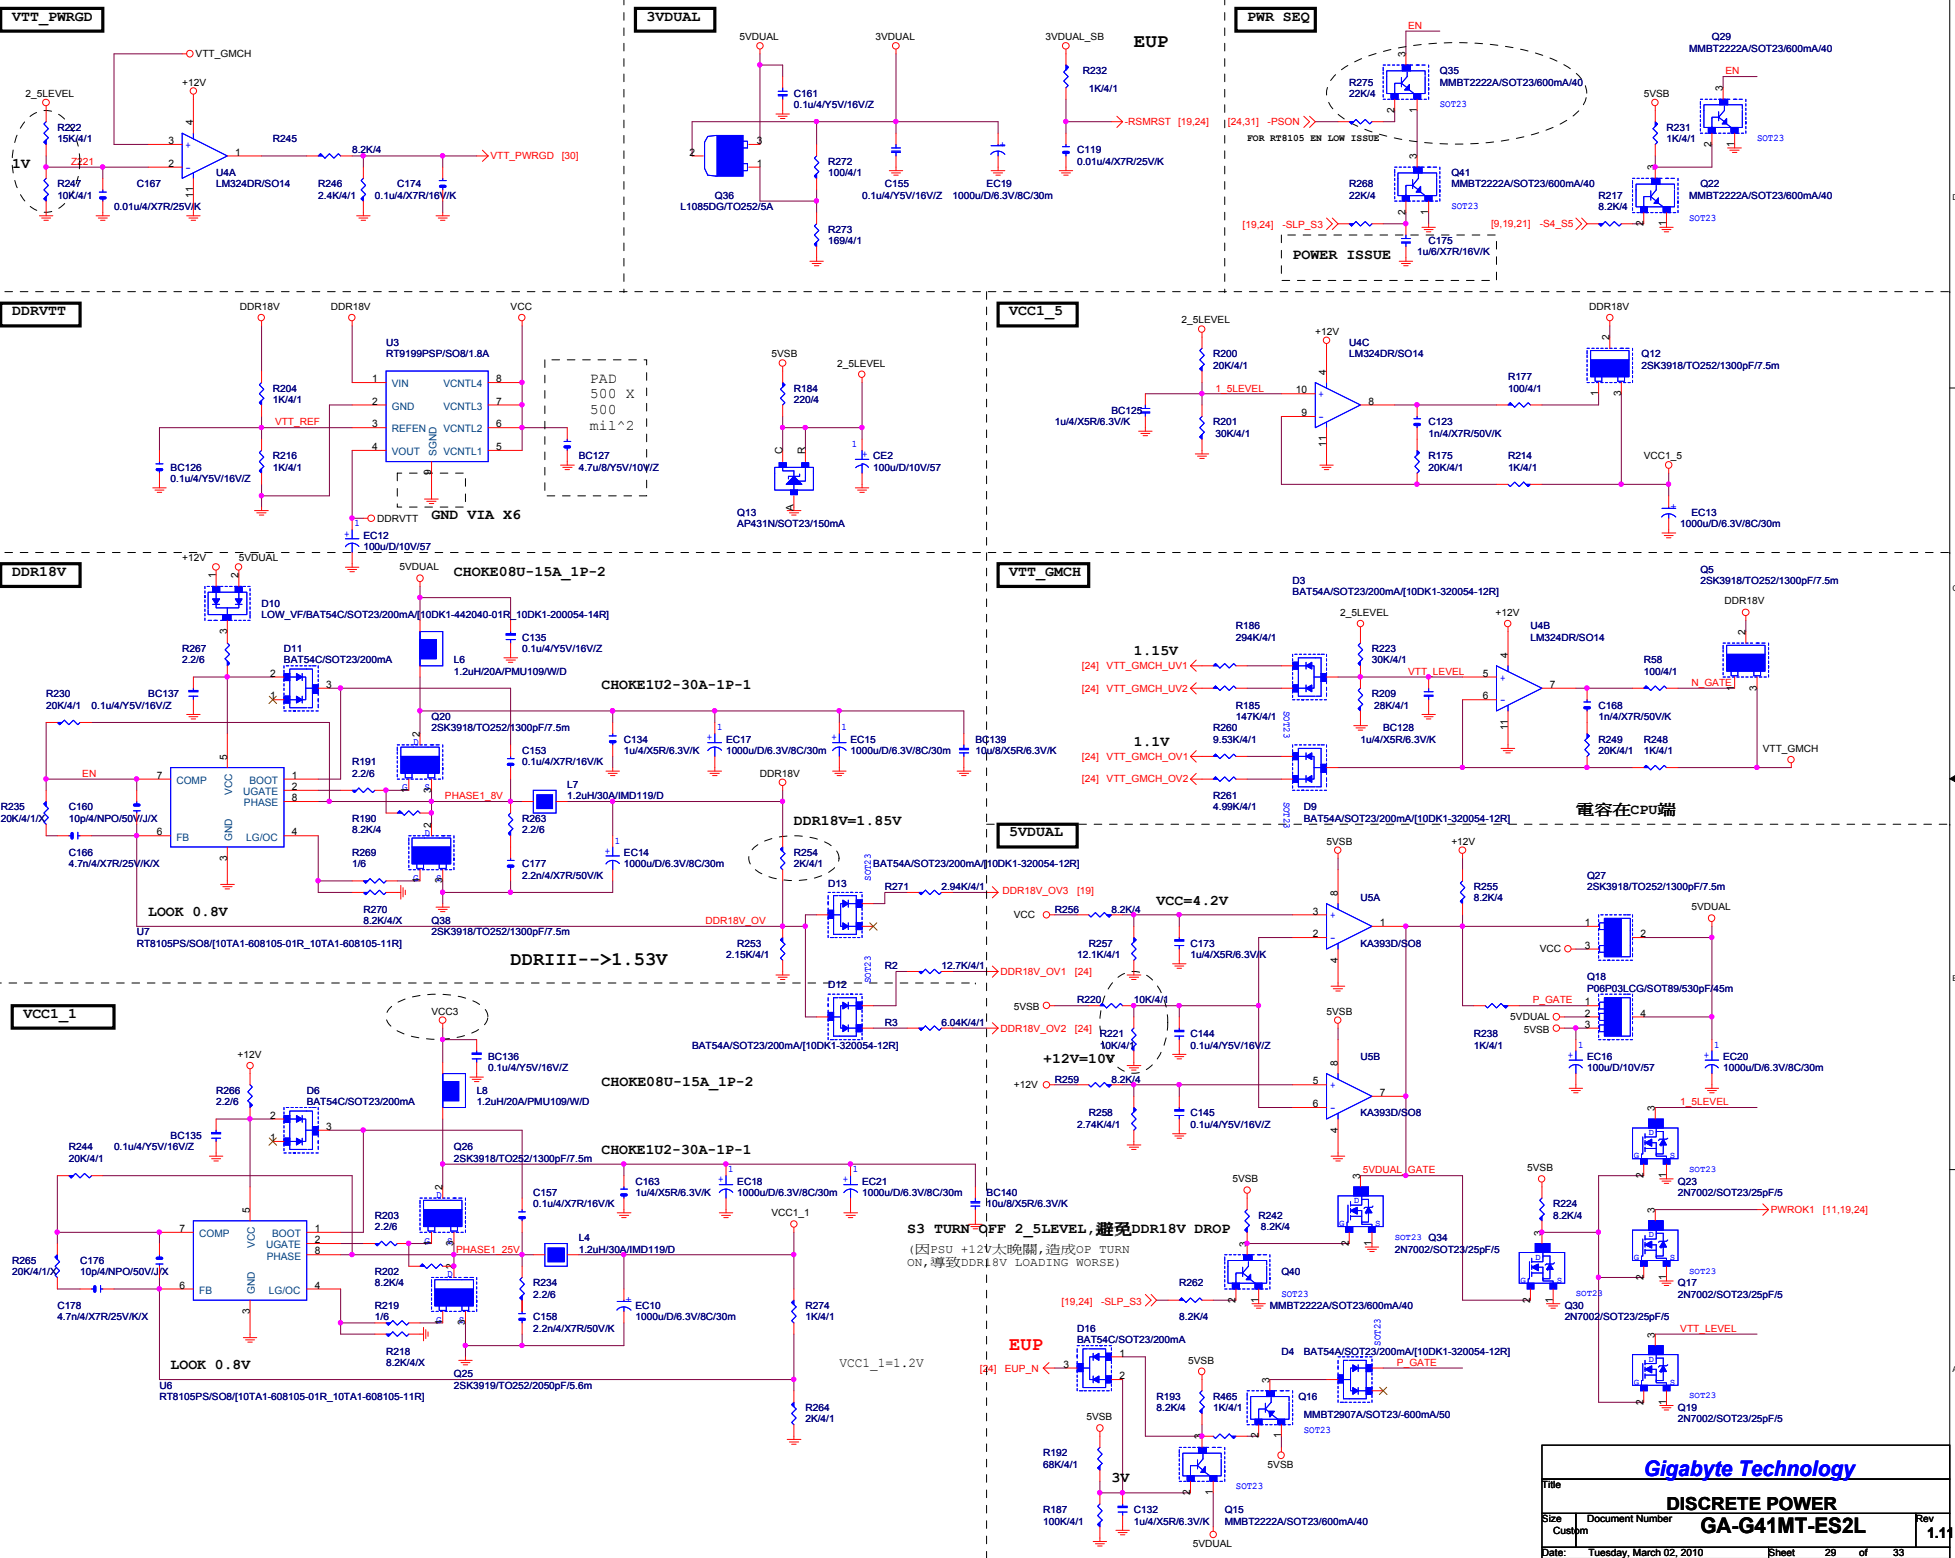 VTT_PWRGD
VTT_GMCH
+12V
2_5LEVEL
R222
15K/4/1
1V
Z221
R247
10K/4/1
C167
0.01u/4/X7R/25V/K
U4A
LM324DR/SO14
R245
8.2K/4
R246
2.4K/4/1
C174
0.1u/4/X7R/16V/K
VTT_PWRGD [30]
3VDUAL
5VDUAL
3VDUAL
3VDUAL_SB
EUP
C161
0.1u/4/Y5V/16V/Z
R232
1K/4/1
-RSMRST [19,24]
Q36
L1085DG/TO252/5A
R272
100/4/1
R273
169/4/1
C155
0.1u/4/Y5V/16V/Z
EC19
1000u/D/6.3V/8C/30m
C119
0.01u/4/X7R/25V/K
PWR SEQ
EN
R275
22K/4
Q35
MMBT2222A/SOT23/600mA/40
SOT23
[24,31] -PSON
FOR RT8105 EN LOW ISSUE
R268
22K/4
Q41
MMBT2222A/SOT23/600mA/40
SOT23
[19,24] -SLP_S3
C175
1u/6/X7R/16V/K
POWER ISSUE
Q29
MMBT2222A/SOT23/600mA/40
EN
5VSB
R231
1K/4/1
SOT23
R217
8.2K/4
Q22
MMBT2222A/SOT23/600mA/40
SOT23
[9,19,21] -S4_S5
DDRVTT
DDR18V
DDR18V
VCC
U3
RT9199PSP/SO8/1.8A
VIN
GND
REFEN
VOUT
VCNTL4
VCNTL3
VCNTL2
VCNTL1
SGND
R204
1K/4/1
VTT_REF
R216
1K/4/1
BC126
0.1u/4/Y5V/16V/Z
PAD
500 X
500
mil^2
BC127
4.7u/8/Y5V/10V/Z
GND VIA X6
DDRVTT
EC12
100u/D/10V/57
5VSB
R184
220/4
2_5LEVEL
CE2
100u/D/10V/57
Q13
AP431N/SOT23/150mA
VCC1_5
2_5LEVEL
R200
20K/4/1
1_5LEVEL
BC125
1u/4/X5R/6.3V/K
R201
30K/4/1
+12V
U4C
LM324DR/SO14
C123
1n/4/X7R/50V/K
R175
20K/4/1
R177
100/4/1
R214
1K/4/1
DDR18V
Q12
2SK3918/TO252/1300pF/7.5m
VCC1_5
EC13
1000u/D/6.3V/8C/30m
DDR18V
+12V
5VDUAL
D10
LOW_VF/BAT54C/SOT23/200mA/[10DK1-442040-01R_10DK1-200054-14R]
5VDUAL
CHOKE08U-15A_1P-2
C135
0.1u/4/Y5V/16V/Z
L6
1.2uH/20A/PMU109/W/D
R267
2.2/6
D11
BAT54C/SOT23/200mA
BC137
0.1u/4/Y5V/16V/Z
R230
20K/4/1
CHOKE1U2-30A-1P-1
Q20
2SK3918/TO252/1300pF/7.5m
C153
0.1u/4/X7R/16V/K
C134
1u/4/X5R/6.3V/K
EC17
1000u/D/6.3V/8C/30m
EC15
1000u/D/6.3V/8C/30m
BC139
10u/8/X5R/6.3V/K
EN
COMP
FB
VCC
GND
BOOT
UGATE
PHASE
LG/OC
R191
2.2/6
R190
8.2K/4
R269
1/6
R270
8.2K/4/X
PHASE1_8V
L7
1.2uH/30A/IMD119/D
DDR18V
R235
20K/4/1/X
C160
10p/4/NPO/50V/J/X
C166
4.7n/4/X7R/25V/K/X
R263
2.2/6
C177
2.2n/4/X7R/50V/K
EC14
1000u/D/6.3V/8C/30m
DDR18V=1.85V
R254
2K/4/1
LOOK 0.8V
U7
RT8105PS/SO8/[10TA1-608105-01R_10TA1-608105-11R]
Q38
2SK3918/TO252/1300pF/7.5m
DDR18V_OV
R253
2.15K/4/1
DDRIII-->1.53V
D13
BAT54A/SOT23/200mA/[10DK1-320054-12R]
SOT23
R271
2.94K/4/1
DDR18V_OV3 [19]
D12
BAT54A/SOT23/200mA/[10DK1-320054-12R]
SOT23
R2
12.7K/4/1
DDR18V_OV1 [24]
R3
6.04K/4/1
DDR18V_OV2 [24]
VTT_GMCH
1.15V
[24] VTT_GMCH_UV1
[24] VTT_GMCH_UV2
R186
294K/4/1
R185
147K/4/1
D3
BAT54A/SOT23/200mA/[10DK1-320054-12R]
SOT23
1.1V
[24] VTT_GMCH_OV1
[24] VTT_GMCH_OV2
R260
9.53K/4/1
R261
4.99K/4/1
D9
BAT54A/SOT23/200mA/[10DK1-320054-12R]
SOT23
2_5LEVEL
R223
30K/4/1
VTT_LEVEL
R209
28K/4/1
BC128
1u/4/X5R/6.3V/K
+12V
U4B
LM324DR/SO14
R58
100/4/1
N_GATE
C168
1n/4/X7R/50V/K
R249
20K/4/1
R248
1K/4/1
Q5
2SK3918/TO252/1300pF/7.5m
DDR18V
VTT_GMCH
電容在CPU端
5VDUAL
VCC
R256
8.2K/4
VCC=4.2V
R257
12.1K/4/1
C173
1u/4/X5R/6.3V/K
5VSB
R220
10K/4/1
R221
10K/4/1
C144
0.1u/4/Y5V/16V/Z
+12V=10V
+12V
R259
8.2K/4
R258
2.74K/4/1
C145
0.1u/4/Y5V/16V/Z
5VSB
U5A
KA393D/SO8
5VSB
U5B
KA393D/SO8
+12V
R255
8.2K/4
Q27
2SK3918/TO252/1300pF/7.5m
5VDUAL
VCC
Q18
P06P03LCG/SOT89/530pF/45m
P_GATE
5VDUAL
5VSB
R238
1K/4/1
EC16
100u/D/10V/57
EC20
1000u/D/6.3V/8C/30m
5VDUAL_GATE
5VSB
R242
8.2K/4
Q34
2N7002/SOT23/25pF/5
SOT23
Q40
MMBT2222A/SOT23/600mA/40
R262
8.2K/4
[19,24] -SLP_S3
5VSB
R224
8.2K/4
Q30
2N7002/SOT23/25pF/5
SOT23
1_5LEVEL
SOT23
Q23
2N7002/SOT23/25pF/5
PWROK1 [11,19,24]
SOT23
Q17
2N7002/SOT23/25pF/5
VTT_LEVEL
SOT23
Q19
2N7002/SOT23/25pF/5
S3 TURN OFF 2_5LEVEL,避免DDR18V DROP
(因PSU +12V太晚關,造成OP TURN
ON,導致DDR18V LOADING WORSE)
EUP
[24] EUP_N
D16
BAT54C/SOT23/200mA
5VSB
R193
8.2K/4
R465
1K/4/1
Q16
MMBT2907A/SOT23/-600mA/50
SOT23
5VSB
D4
BAT54A/SOT23/200mA/[10DK1-320054-12R]
SOT23
P_GATE
5VSB
R192
68K/4/1
3V
R187
100K/4/1
C132
1u/4/X5R/6.3V/K
Q15
MMBT2222A/SOT23/600mA/40
SOT23
5VDUAL
VCC1_1
VCC3
BC136
0.1u/4/Y5V/16V/Z
+12V
R266
2.2/6
D6
BAT54C/SOT23/200mA
L8
1.2uH/20A/PMU109/W/D
CHOKE08U-15A_1P-2
BC135
0.1u/4/Y5V/16V/Z
R244
20K/4/1
CHOKE1U2-30A-1P-1
Q26
2SK3918/TO252/1300pF/7.5m
C157
0.1u/4/X7R/16V/K
C163
1u/4/X5R/6.3V/K
EC18
1000u/D/6.3V/8C/30m
EC21
1000u/D/6.3V/8C/30m
BC140
10u/8/X5R/6.3V/K
COMP
FB
VCC
GND
BOOT
UGATE
PHASE
LG/OC
R203
2.2/6
R202
8.2K/4
R219
1/6
R218
8.2K/4/X
PHASE1_25V
L4
1.2uH/30A/IMD119/D
VCC1_1
R265
20K/4/1/X
C176
10p/4/NPO/50V/J/X
C178
4.7n/4/X7R/25V/K/X
R234
2.2/6
C158
2.2n/4/X7R/50V/K
EC10
1000u/D/6.3V/8C/30m
R274
1K/4/1
VCC1_1=1.2V
R264
2K/4/1
LOOK 0.8V
U6
RT8105PS/SO8/[10TA1-608105-01R_10TA1-608105-11R]
Q25
2SK3919/TO252/2050pF/5.6m
Gigabyte Technology
Title
DISCRETE POWER
Size
Custom
Document Number
GA-G41MT-ES2L
Rev
1.11
Date: Tuesday, March 02, 2010 Sheet 29 of 33